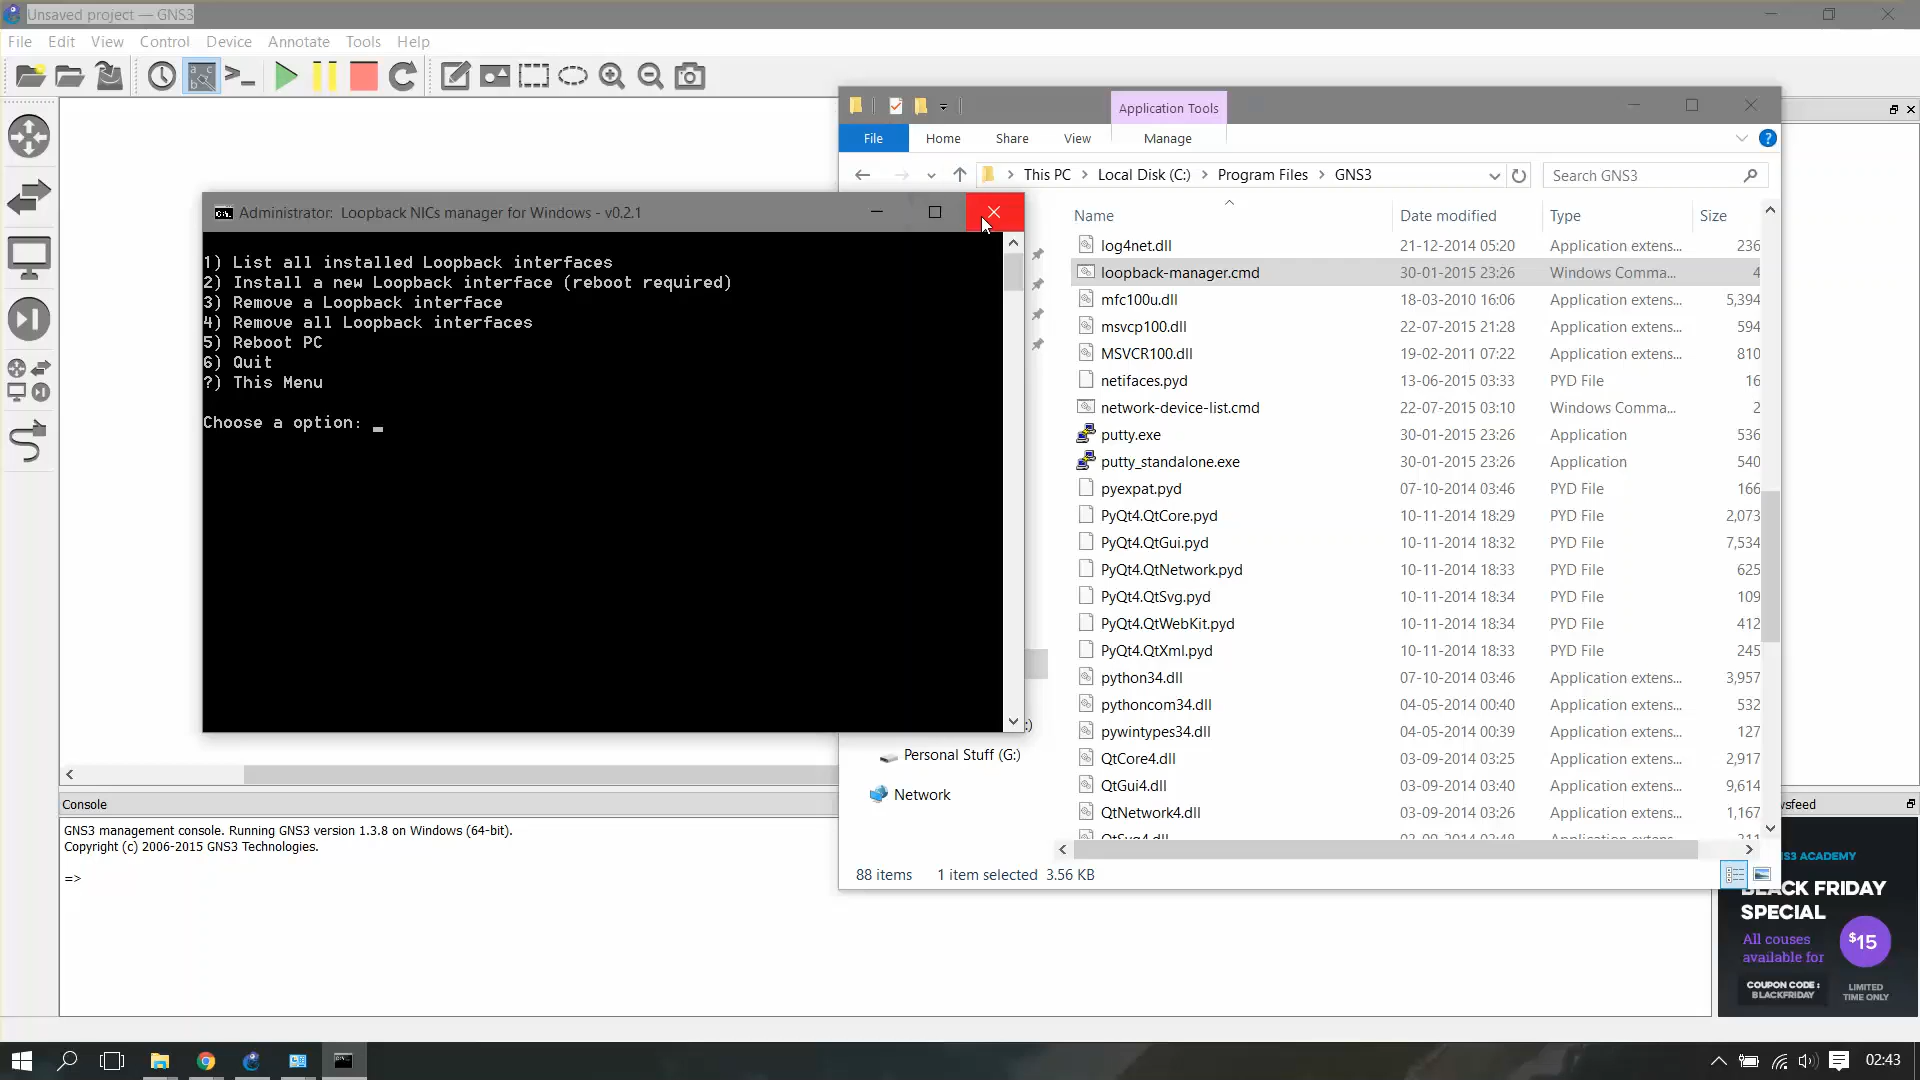 Unsaved project — GNS3
File Edit View Control Device Annotate Tools Help
Application Tools
File Home Share View Manage
This PC Local Disk (C:) Program Files GNS3
Search GNS3
Administrator: Loopback NICs manager for Windows - v0.2.1
1) List all installed Loopback interfaces
2) Install a new Loopback interface (reboot required)
3) Remove a Loopback interface
4) Remove all Loopback interfaces
5) Reboot PC
6) Quit
?) This Menu
Choose a option: _
Name Date modified Type Size
log4net.dll 21-12-2014 05:20 Application extens... 236
loopback-manager.cmd 30-01-2015 23:26 Windows Comma... 4
mfc100u.dll 18-03-2010 16:06 Application extens... 5,394
msvcp100.dll 22-07-2015 21:28 Application extens... 594
MSVCR100.dll 19-02-2011 07:22 Application extens... 810
netifaces.pyd 13-06-2015 03:33 PYD File 16
network-device-list.cmd 22-07-2015 03:10 Windows Comma... 2
putty.exe 30-01-2015 23:26 Application 536
putty_standalone.exe 30-01-2015 23:26 Application 540
pyexpat.pyd 07-10-2014 03:46 PYD File 166
PyQt4.QtCore.pyd 10-11-2014 18:29 PYD File 2,073
PyQt4.QtGui.pyd 10-11-2014 18:32 PYD File 7,534
PyQt4.QtNetwork.pyd 10-11-2014 18:33 PYD File 625
PyQt4.QtSvg.pyd 10-11-2014 18:34 PYD File 109
PyQt4.QtWebKit.pyd 10-11-2014 18:34 PYD File 412
PyQt4.QtXml.pyd 10-11-2014 18:33 PYD File 245
python34.dll 07-10-2014 03:46 Application extens... 3,957
pythoncom34.dll 04-05-2014 00:40 Application extens... 532
pywintypes34.dll 04-05-2014 00:39 Application extens... 127
QtCore4.dll 03-09-2014 03:25 Application extens... 2,917
QtGui4.dll 03-09-2014 03:40 Application extens... 9,614
QtNetwork4.dll 03-09-2014 03:26 Application extens... 1,167
:)
Personal Stuff (G:)
Network
88 items 1 item selected 3.56 KB
Console
GNS3 management console. Running GNS3 version 1.3.8 on Windows (64-bit).
Copyright (c) 2006-2015 GNS3 Technologies.
=>
wsfeed
S3 ACADEMY
BLACK FRIDAY
SPECIAL
All couses
available for
$15
COUPON CODE :
BLACKFRIDAY
LIMITED
TIME ONLY
02:43